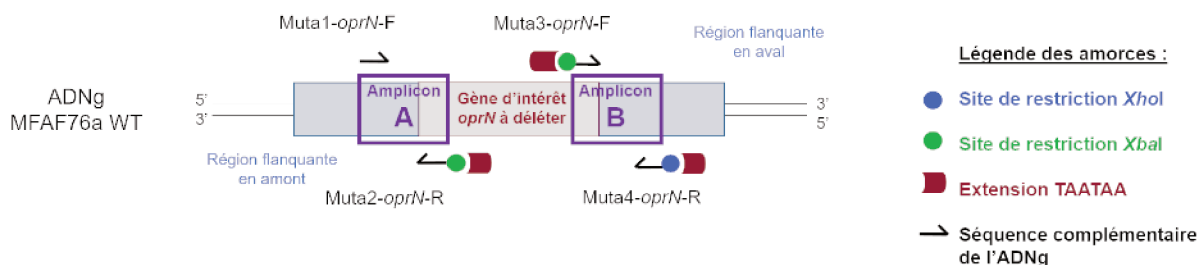 Muta1-oprN-F
Muta3-oprN-F
Région flanquante
en aval
Légende des amorces :
ADNg
MFAF76a WT
5’
3’
Amplicon
A
Gène d’intérêt
oprN à déléter
Amplicon
B
3’
5’
Site de restriction XhoI
Site de restriction XbaI
Région flanquante
en amont
Muta2-oprN-R
Muta4-oprN-R
Extension TAATAA
Séquence complémentaire
de l’ADNg